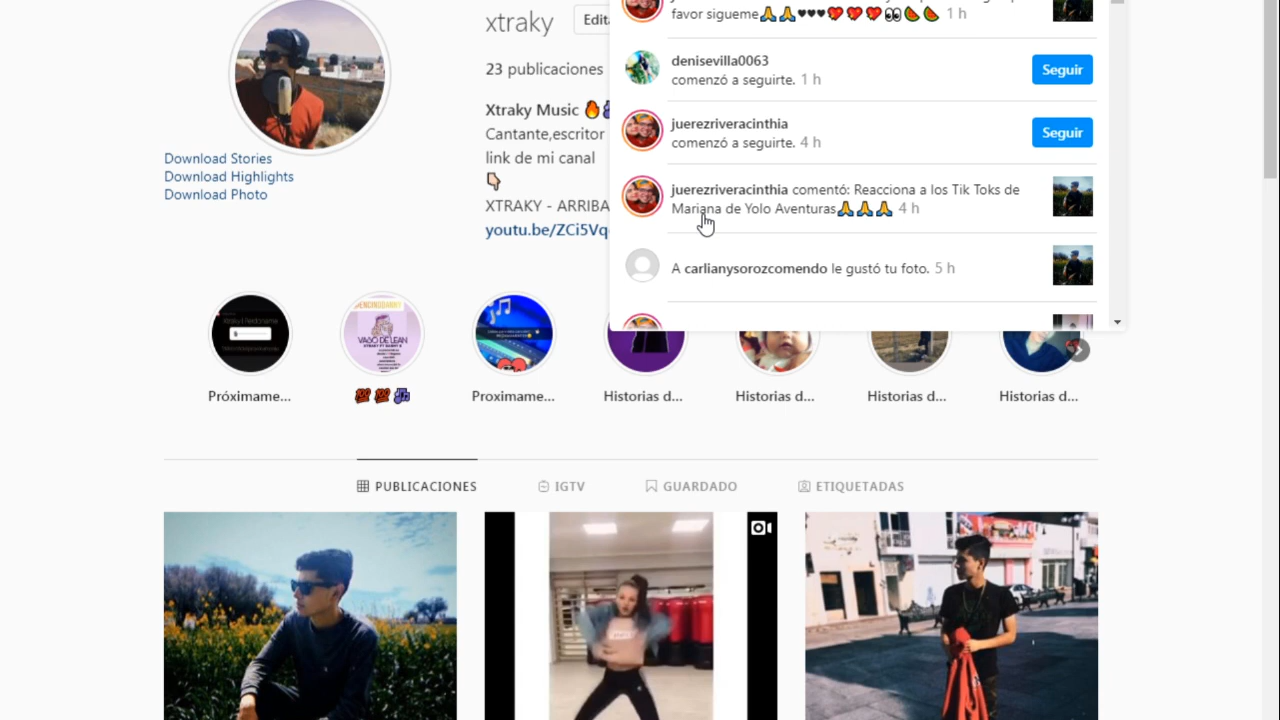 xtraky
23 publicaciones
Xtraky Music 🔥
Cantante,escritor
link de mi canal
👇🏻
XTRAKY - ARRIBA
youtu.be/ZCi5Vq
Download Stories
Download Highlights
Download Photo
favor sigueme🙏🙏♥♥♥💖💖💖👀🍉🍉 1 h
denisevilla0063
comenzó a seguirte. 1 h
Seguir
juerezriveracinthia
comenzó a seguirte. 4 h
Seguir
juerezriveracinthia comentó: Reacciona a los Tik Toks de
Mariana de Yolo Aventuras🙏🙏🙏 4 h
A carlianysorozcomendo le gustó tu foto. 5 h
VASO DE LEAN
Próximame...
💯💯🎶
Proximame...
Historias d...
Historias d...
Historias d...
Historias d...
PUBLICACIONES
IGTV
GUARDADO
ETIQUETADAS